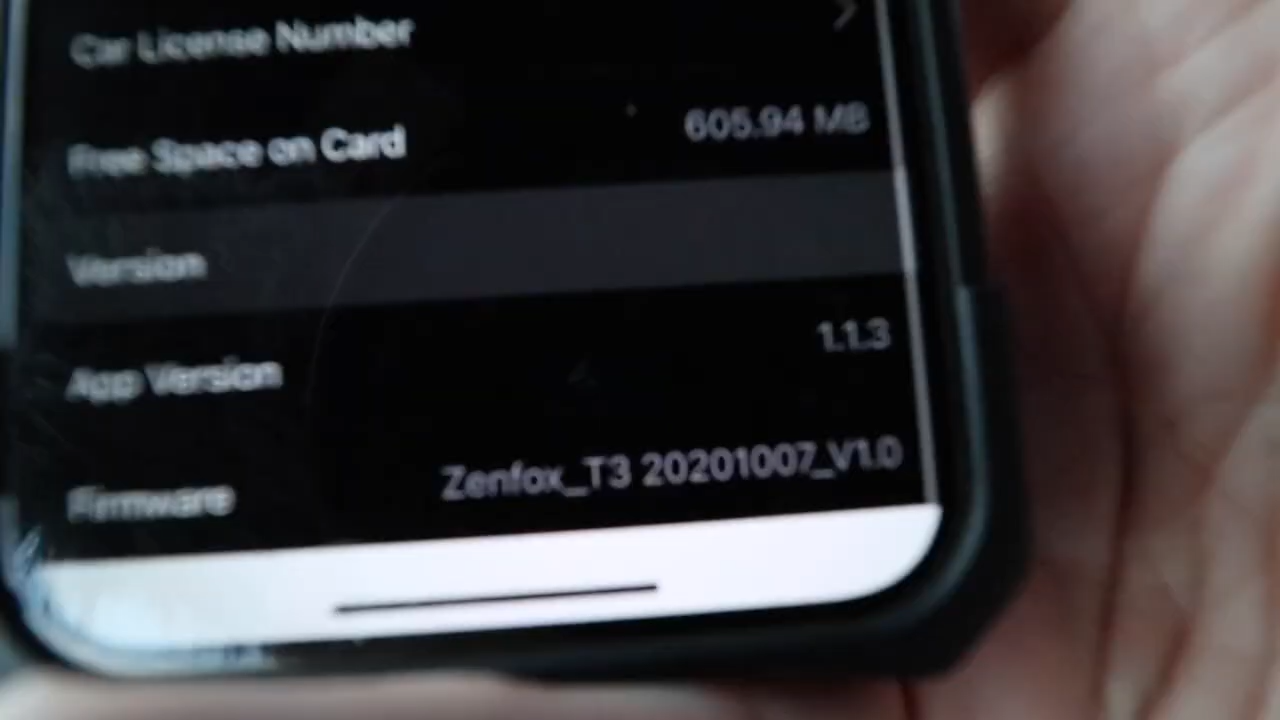 Car License Number
Free Space on Card 605.94 MB
Version
App Version 1.1.3
Firmware Zenfox_T3 20201007_V1.0